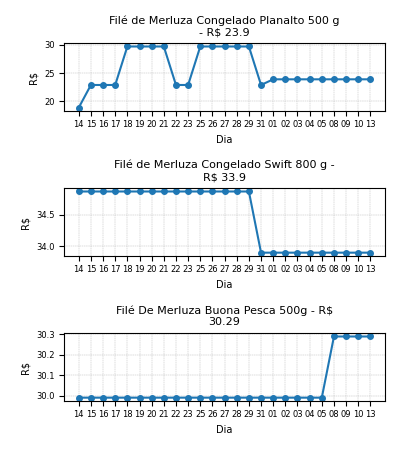 Filé de Merluza Congelado Planalto 500 g
- R$ 23.9
30
25
20
R$
14 15 16 17 18 19 20 21 22 23 25 26 27 28 29 31 01 02 03 04 05 08 09 10 13
Dia
Filé de Merluza Congelado Swift 800 g -
R$ 33.9
34.5
34.0
R$
14 15 16 17 18 19 20 21 22 23 25 26 27 28 29 31 01 02 03 04 05 08 09 10 13
Dia
Filé De Merluza Buona Pesca 500g - R$
30.29
30.3
30.2
30.1
30.0
R$
14 15 16 17 18 19 20 21 22 23 25 26 27 28 29 31 01 02 03 04 05 08 09 10 13
Dia